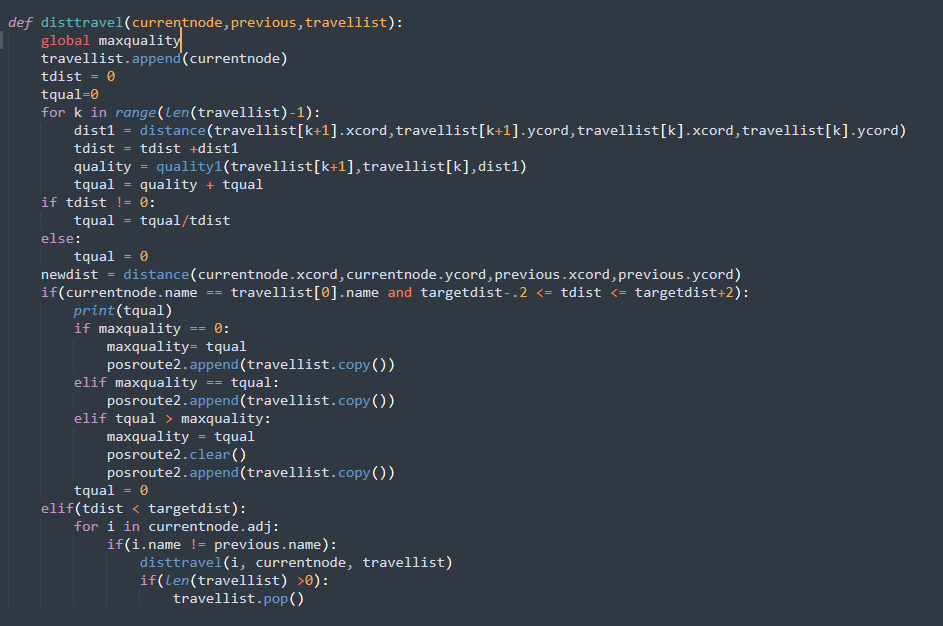 def disttravel(currentnode,previous,travellist):
    global maxquality
    travellist.append(currentnode)
    tdist = 0
    tqual=0
    for k in range(len(travellist)-1):
        dist1 = distance(travellist[k+1].xcord,travellist[k+1].ycord,travellist[k].xcord,travellist[k].ycord)
        tdist = tdist +dist1
        quality = quality1(travellist[k+1],travellist[k],dist1)
        tqual = quality + tqual
    if tdist != 0:
        tqual = tqual/tdist
    else:
        tqual = 0
    newdist = distance(currentnode.xcord,currentnode.ycord,previous.xcord,previous.ycord)
    if(currentnode.name == travellist[0].name and targetdist-.2 <= tdist <= targetdist+2):
        print(tqual)
        if maxquality == 0:
            maxquality= tqual
            posroute2.append(travellist.copy())
        elif maxquality == tqual:
            posroute2.append(travellist.copy())
        elif tqual > maxquality:
            maxquality = tqual
            posroute2.clear()
            posroute2.append(travellist.copy())
        tqual = 0
    elif(tdist < targetdist):
        for i in currentnode.adj:
            if(i.name != previous.name):
                disttravel(i, currentnode, travellist)
                if(len(travellist) >0):
                    travellist.pop()